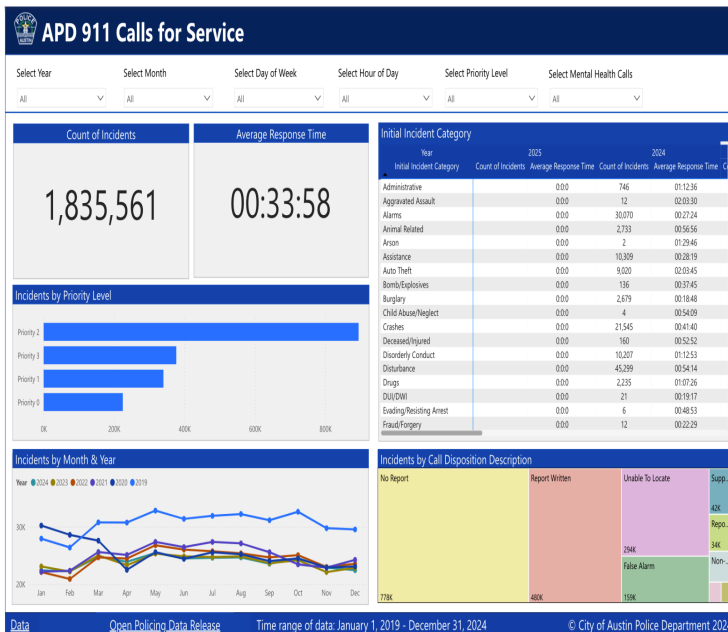 POLICE
AUSTIN
APD 911 Calls for Service
Select Year
Select Month
Select Day of Week
Select Hour of Day
Select Priority Level
Select Mental Health Calls
All
All
All
All
All
All
Count of Incidents
Average Response Time
1,835,561
00:33:58
Initial Incident Category
Year 2025 2024
Initial Incident Category Count of Incidents Average Response Time Count of Incidents Average Response Time
Administrative 0:0:0 746 01:12:36
Aggravated Assault 0:0:0 12 02:03:30
Alarms 0:0:0 30,070 00:27:24
Animal Related 0:0:0 2,733 00:56:56
Arson 0:0:0 2 01:29:46
Assistance 0:0:0 10,309 00:28:19
Auto Theft 0:0:0 9,020 02:03:45
Bomb/Explosives 0:0:0 136 00:37:45
Burglary 0:0:0 2,679 00:18:48
Child Abuse/Neglect 0:0:0 4 00:54:09
Crashes 0:0:0 21,545 00:41:40
Deceased/Injured 0:0:0 160 00:52:52
Disorderly Conduct 0:0:0 10,207 01:12:53
Disturbance 0:0:0 45,299 00:54:14
Drugs 0:0:0 2,235 01:07:26
DUI/DWI 0:0:0 21 00:19:17
Evading/Resisting Arrest 0:0:0 6 00:48:53
Fraud/Forgery 0:0:0 12 00:22:29
Incidents by Priority Level
Priority 2
Priority 3
Priority 1
Priority 0
0K 200K 400K 600K 800K
Incidents by Month & Year
Year 2024 2023 2022 2021 2020 2019
30K
20K
Jan Feb Mar Apr May Jun Jul Aug Sep Oct Nov Dec
Incidents by Call Disposition Description
No Report
778K
Report Written
480K
Unable To Locate
294K
False Alarm
159K
Supp...
42K
Repo...
34K
Non-...
Data
Open Policing Data Release
Time range of data: January 1, 2019 - December 31, 2024
© City of Austin Police Department 202